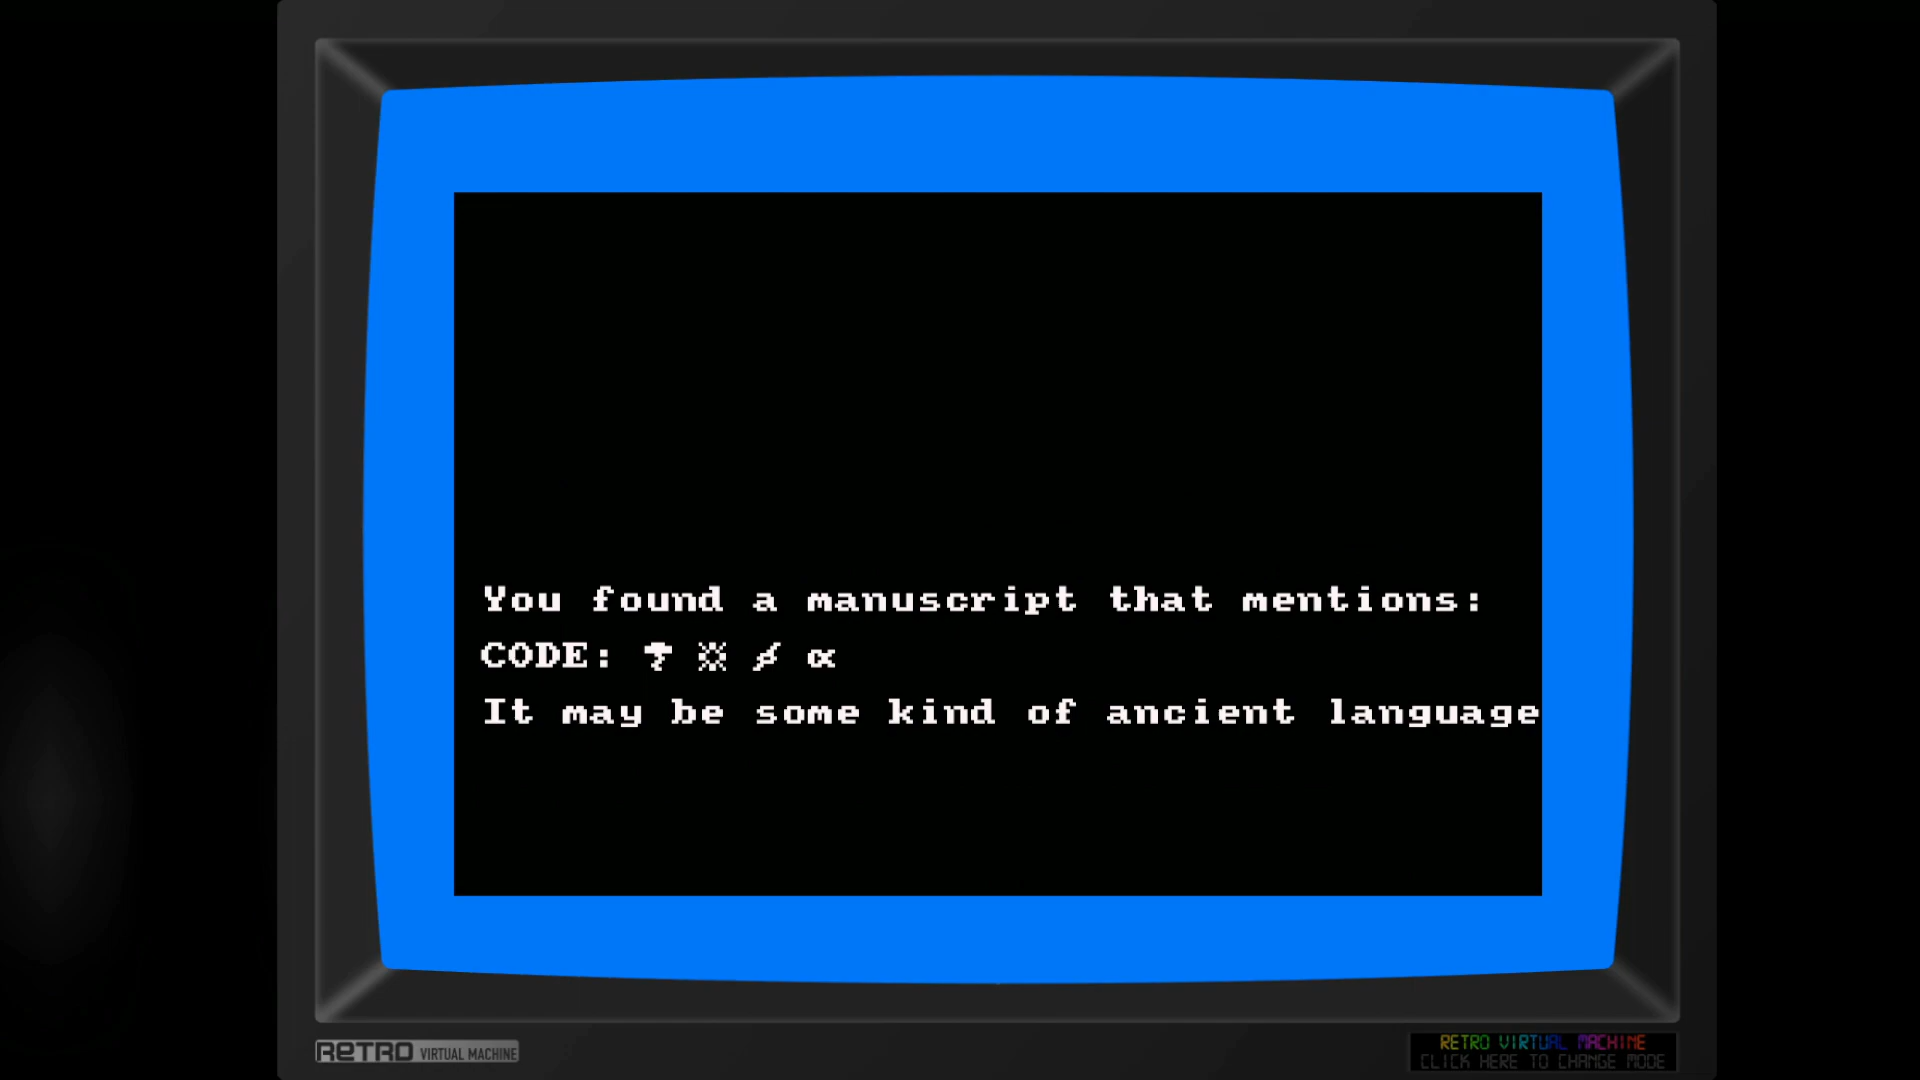 You found a manuscript that mentions:
CODE:
It may be some kind of ancient language
RETRO VIRTUAL MACHINE
RETRO VIRTUAL MACHINE
CLICK HERE TO CHANGE MODE